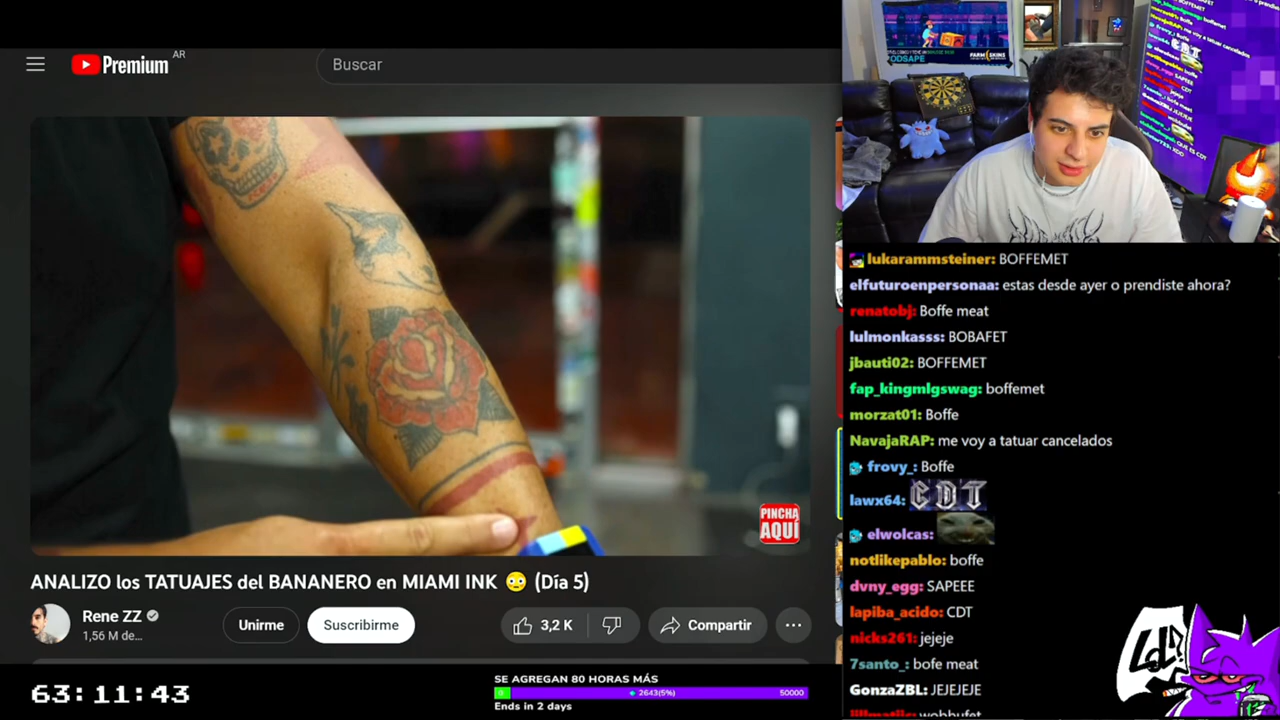 Premium
AR
Buscar
PINCHA
AQUÍ
ANALIZO los TATUAJES del BANANERO en MIAMI INK 😳 (Día 5)
Rene ZZ
1,56 M de...
Unirme
Suscribirme
3,2 K
Compartir
63:11:43
SE AGREGAN 80 HORAS MÁS
0
2643(5%)
50000
Ends in 2 days
lukarammsteiner: BOFFEMET
elfuturoenpersonaa: estas desde ayer o prendiste ahora?
renatobj: Boffe meat
lulmonkasss: BOBAFET
jbauti02: BOFFEMET
fap_kingmlgswag: boffemet
morzat01: Boffe
NavajaRAP: me voy a tatuar cancelados
frovy_: Boffe
lawx64: CDT
elwolcas:
notlikepablo: boffe
dvny_egg: SAPEEE
lapiba_acido: CDT
nicks261: jejeje
7santo_: bofe meat
GonzaZBL: JEJEJEJE
wobbufet
LOL!